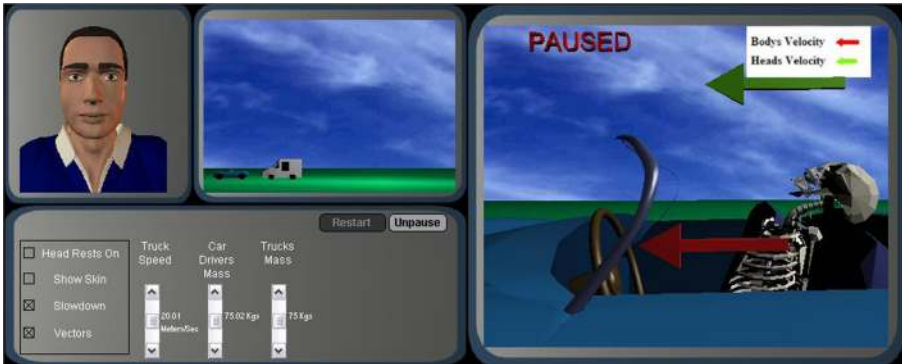 PAUSED
Bodys Velocity
Heads Velocity
Restart
Unpause
Head Rests On
Show Skin
Slowdown
Vectors
Truck
Speed
20.01
Meters/Sec
Car
Drivers
Mass
75.02 Kgs
Trucks
Mass
75 Kgs